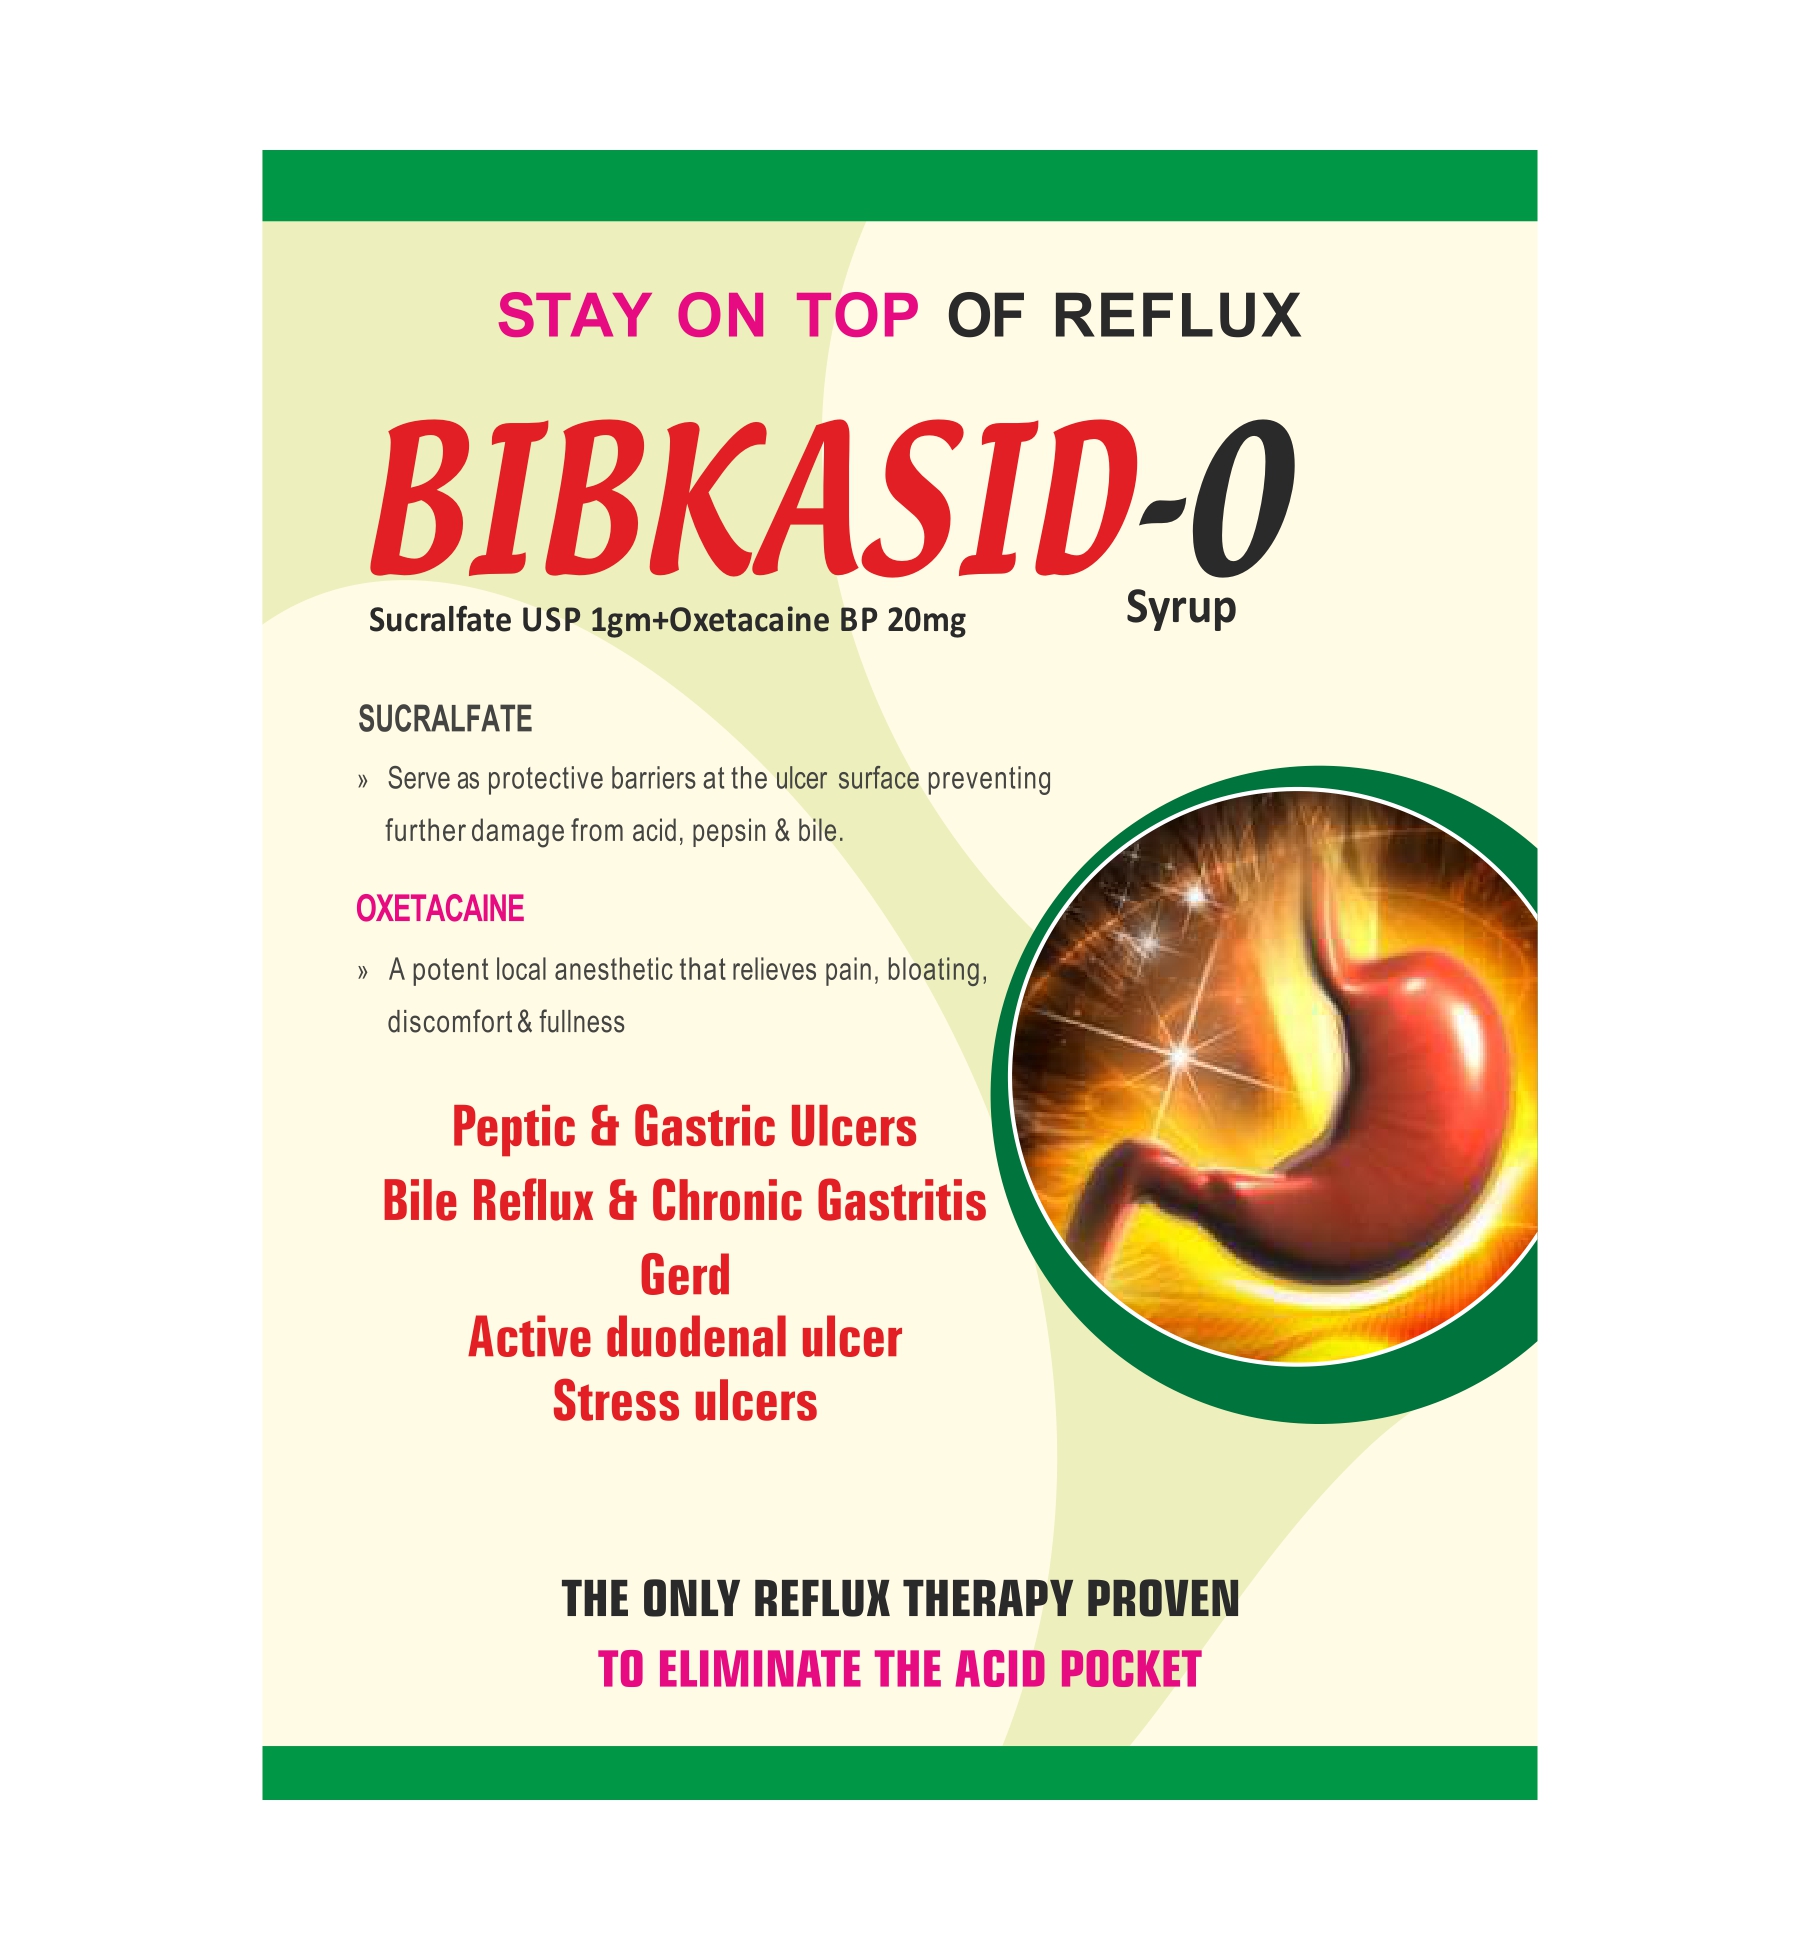 STAY ON TOP OF REFLUX
BIBKASID-O
Sucralfate USP 1gm+Oxetacaine BP 20mg
Syrup
SUCRALFATE
» Serve as protective barriers at the ulcer surface preventing
further damage from acid, pepsin & bile.
OXETACAINE
» A potent local anesthetic that relieves pain, bloating,
discomfort & fullness
Peptic & Gastric Ulcers
Bile Reflux & Chronic Gastritis
Gerd
Active duodenal ulcer
Stress ulcers
THE ONLY REFLUX THERAPY PROVEN
TO ELIMINATE THE ACID POCKET